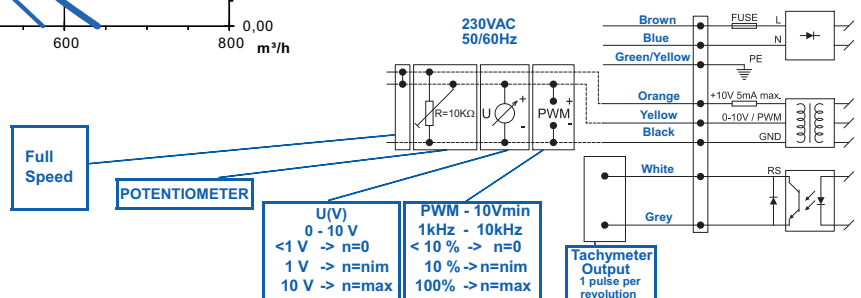 0,00
600
800
m³/h
230VAC
50/60Hz
Brown
FUSE
L
Blue
N
Green/Yellow
PE
Orange
+10V 5mA max.
Yellow
0-10V / PWM
Black
GND
R=10KΩ
U
+
-
PWM
+
-
White
RS
Grey
Full
Speed
POTENTIOMETER
U(V)
0 - 10 V
<1 V -> n=0
1 V -> n=nim
10 V -> n=max
PWM - 10Vmin
1kHz - 10kHz
< 10 % -> n=0
10 % -> n=nim
100% -> n=max
Tachymeter
Output
1 pulse per
revolution